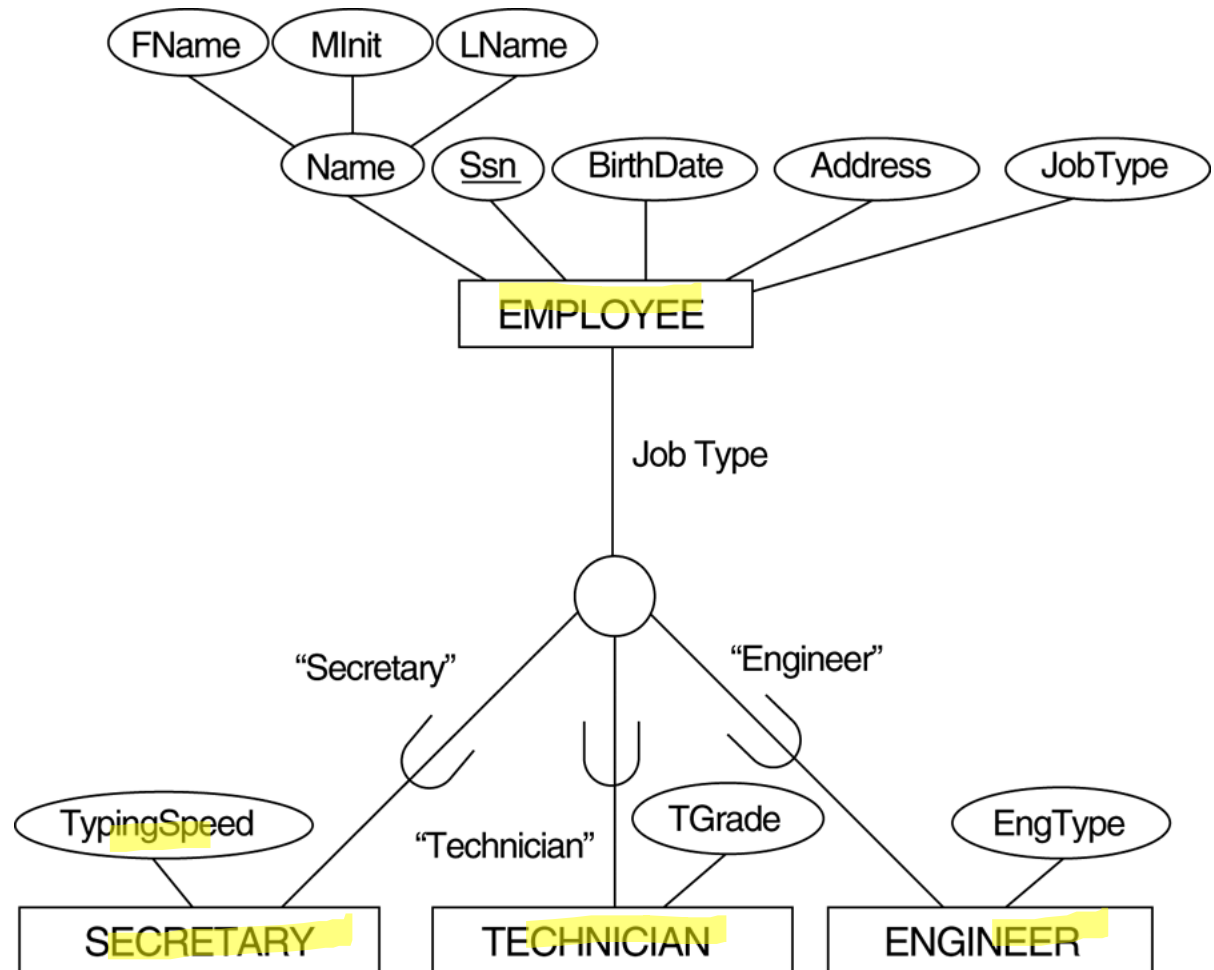 FName MInit LName
Name Ssn BirthDate Address JobType
EMPLOYEE
Job Type
“Secretary” “Engineer”
TypingSpeed “Technician” TGrade EngType
SECRETARY TECHNICIAN ENGINEER